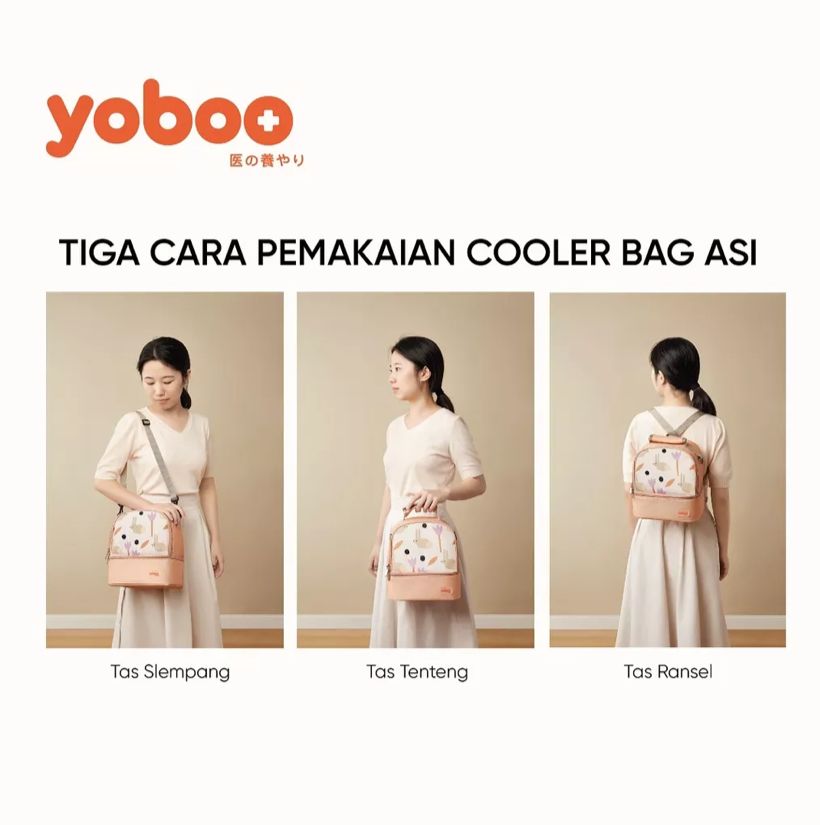 yoboo
医の養やり
TIGA CARA PEMAKAIAN COOLER BAG ASI
Tas Slempang
Tas Tenteng
Tas Ransel